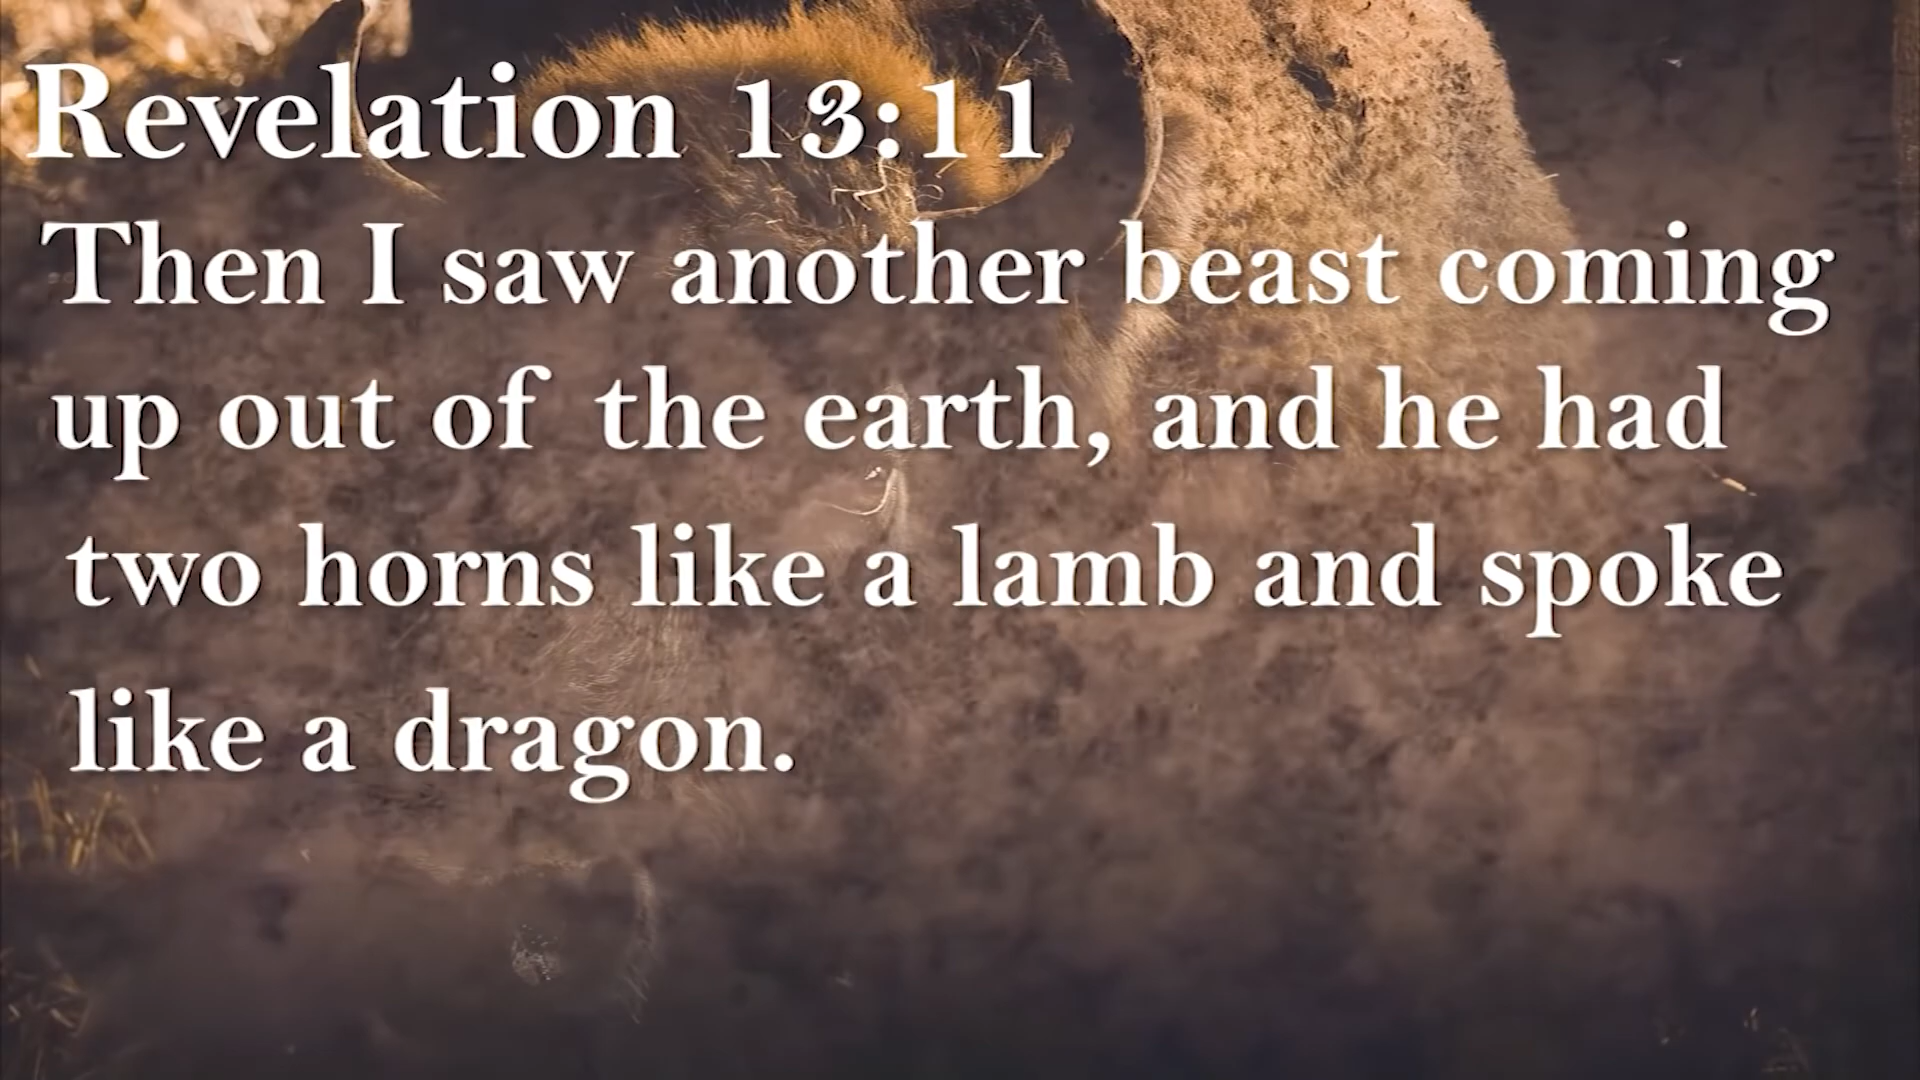 Revelation 13:11
Then I saw another beast coming
up out of the earth, and he had
two horns like a lamb and spoke
like a dragon.